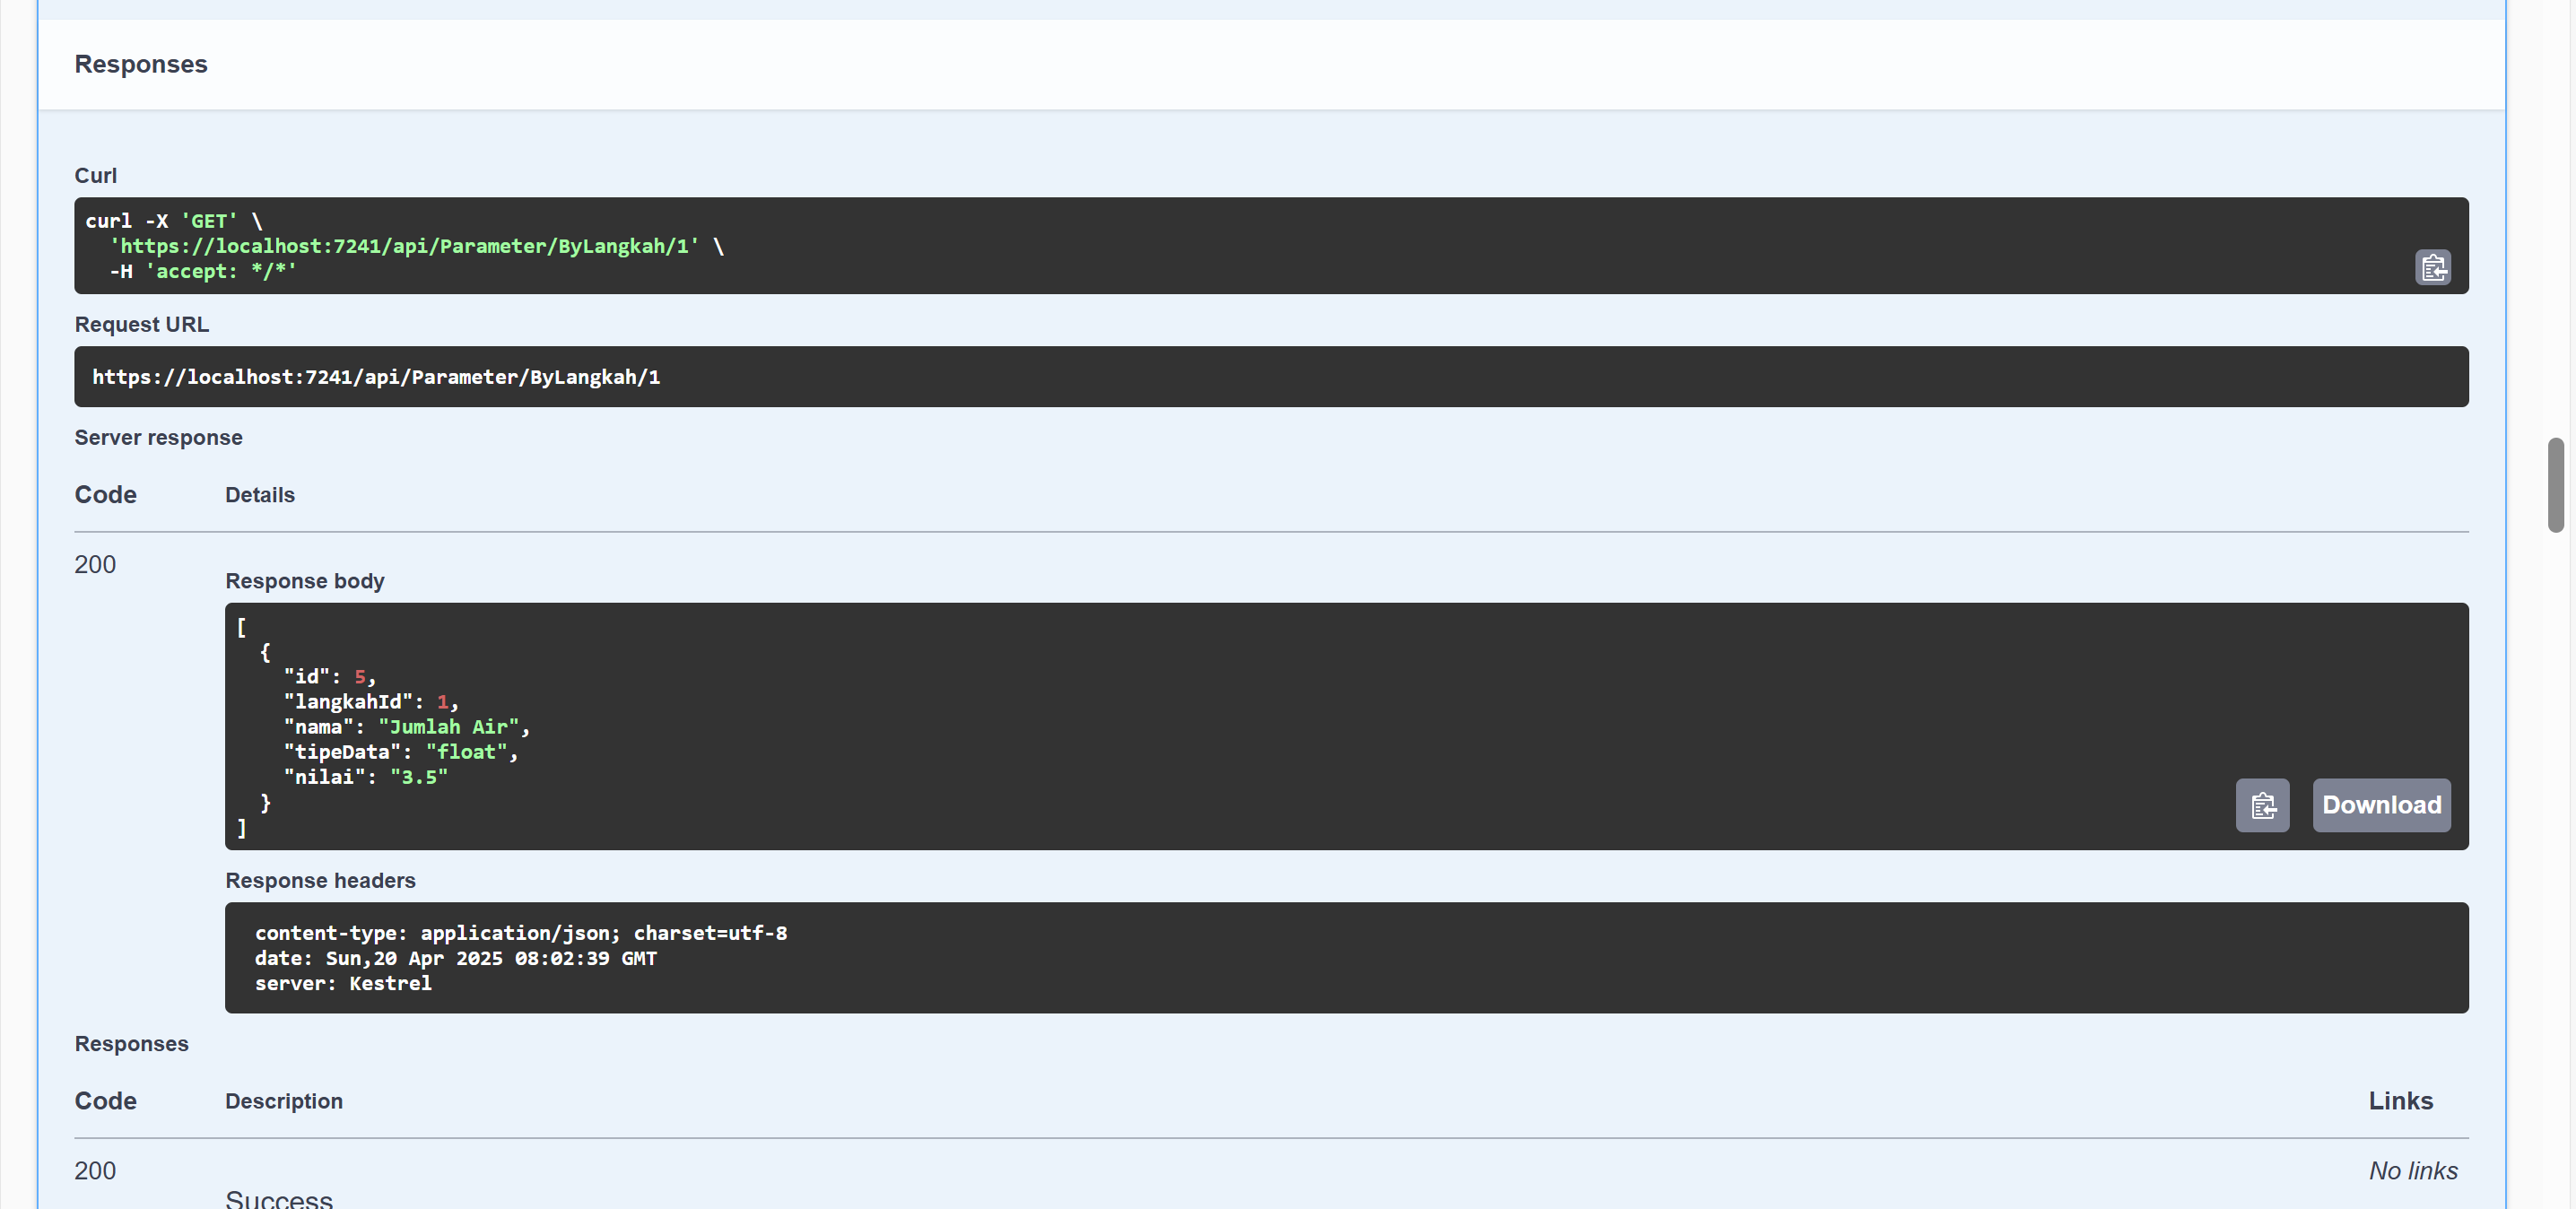 Responses
Curl
curl -X 'GET' \
  'https://localhost:7241/api/Parameter/ByLangkah/1' \
  -H 'accept: */*'
Request URL
https://localhost:7241/api/Parameter/ByLangkah/1
Server response
Code Details
200
Response body
[
  {
    "id": 5,
    "langkahId": 1,
    "nama": "Jumlah Air",
    "tipeData": "float",
    "nilai": "3.5"
  }
]
Download
Response headers
content-type: application/json; charset=utf-8
date: Sun,20 Apr 2025 08:02:39 GMT
server: Kestrel
Responses
Code Description Links
200 No links
Success